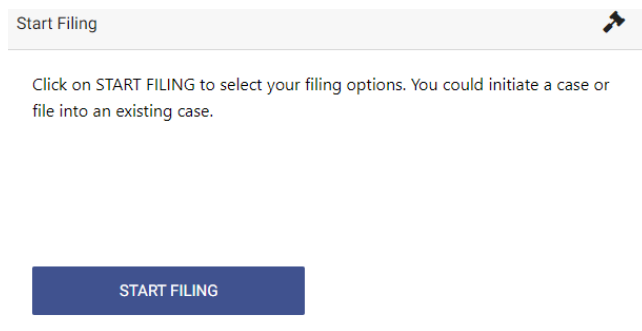 Start Filing
Click on START FILING to select your filing options. You could initiate a case or
file into an existing case.
START FILING